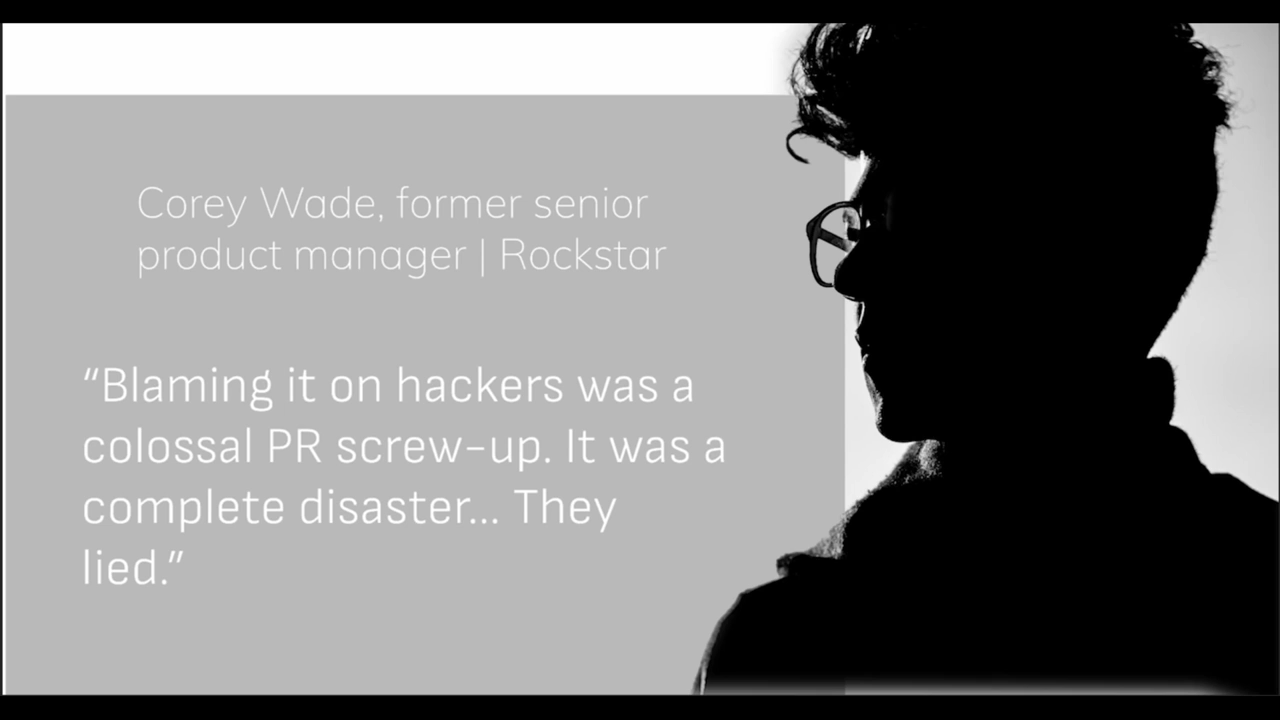 Corey Wade, former senior
product manager | Rockstar
“Blaming it on hackers was a
colossal PR screw-up. It was a
complete disaster... They
lied.”